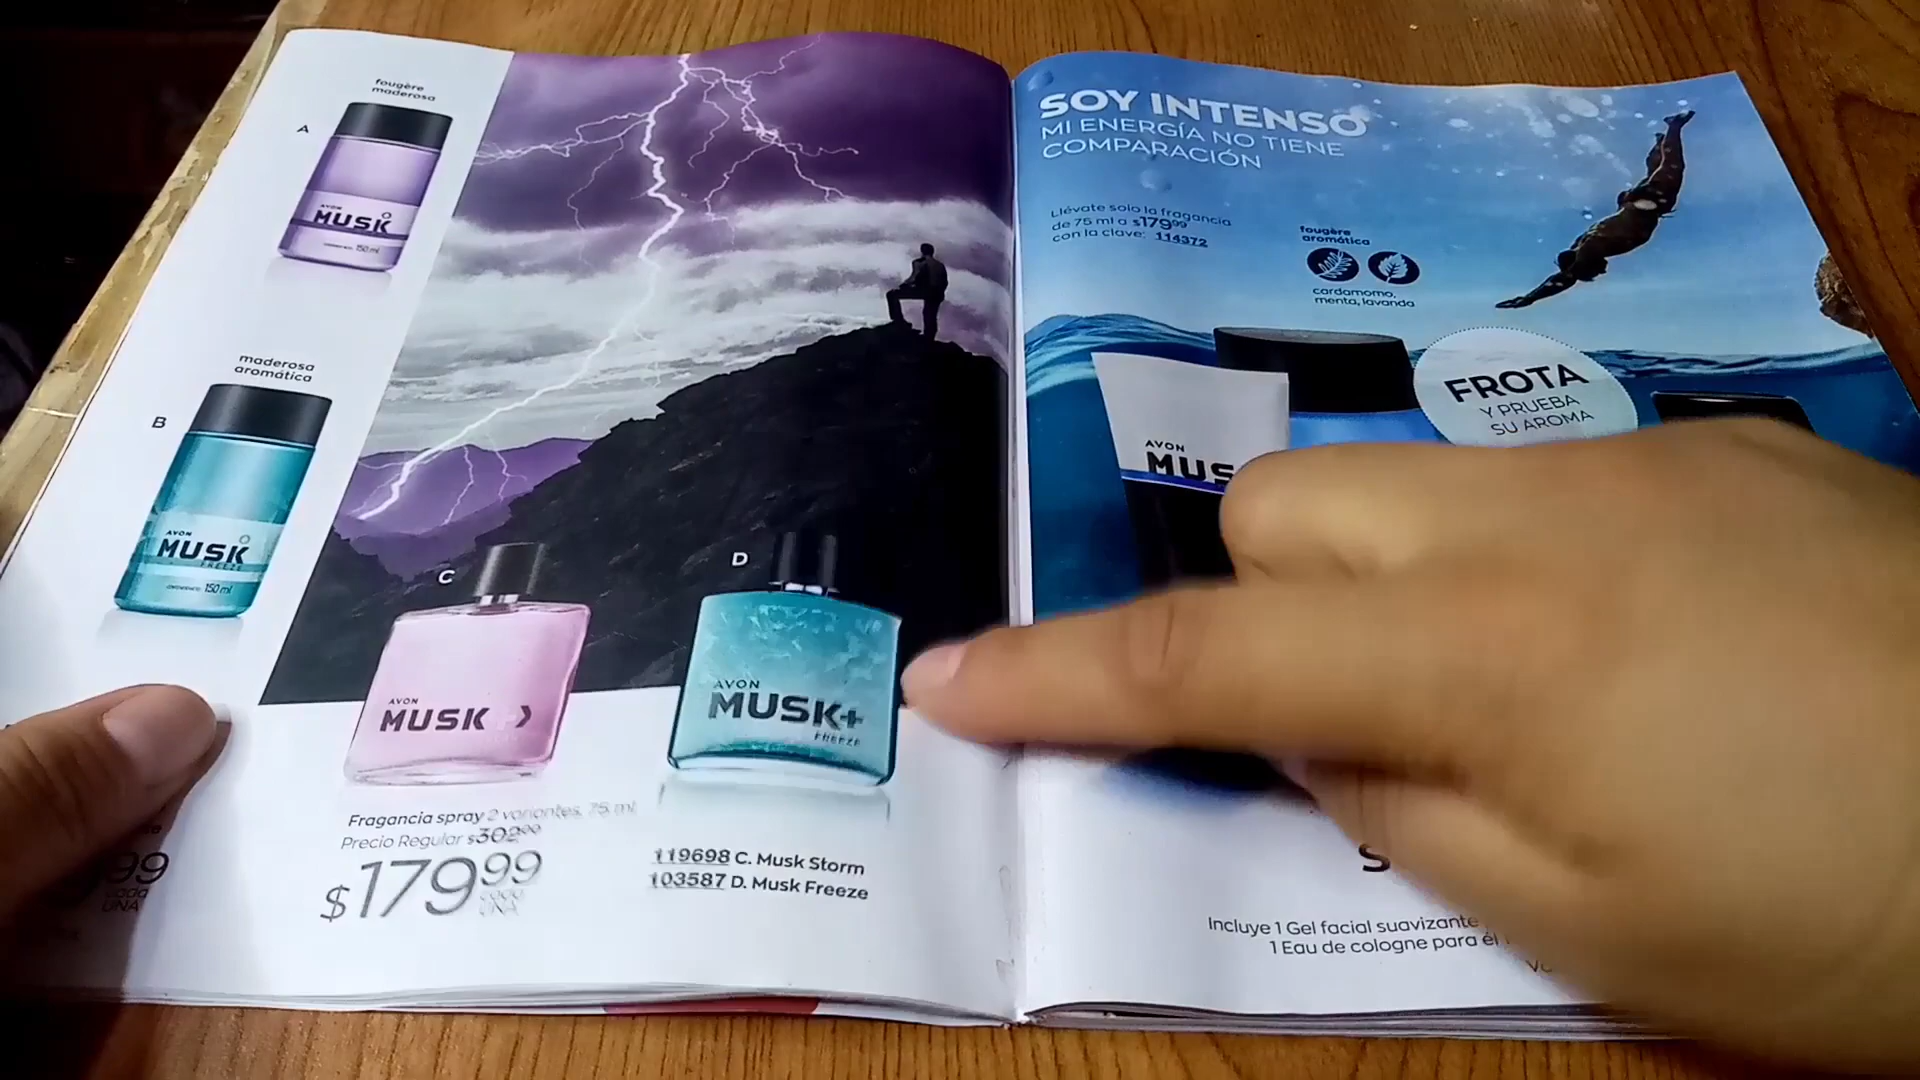 fougère
maderosa
A
AVON
MUSK
150 ml
maderosa
aromática
B
AVON
MUSK
FREEZE
150 ml
C
D
AVON
MUSK
AVON
MUSK+
FREEZE
Fragancia spray 2 variantes, 75 ml
Precio Regular $302.00
$179.99
cada
UNA
119698 C. Musk Storm
103587 D. Musk Freeze
99
cada
UNA
SOY INTENSO
MI ENERGÍA NO TIENE
COMPARACIÓN
Llévate solo la fragancia
de 75 ml a $179.99
con la clave: 114372
fougère
aromática
cardamomo,
menta, lavanda
FROTA
Y PRUEBA
SU AROMA
AVON
MUS
$
Incluye 1 Gel facial suavizante
1 Eau de cologne para él